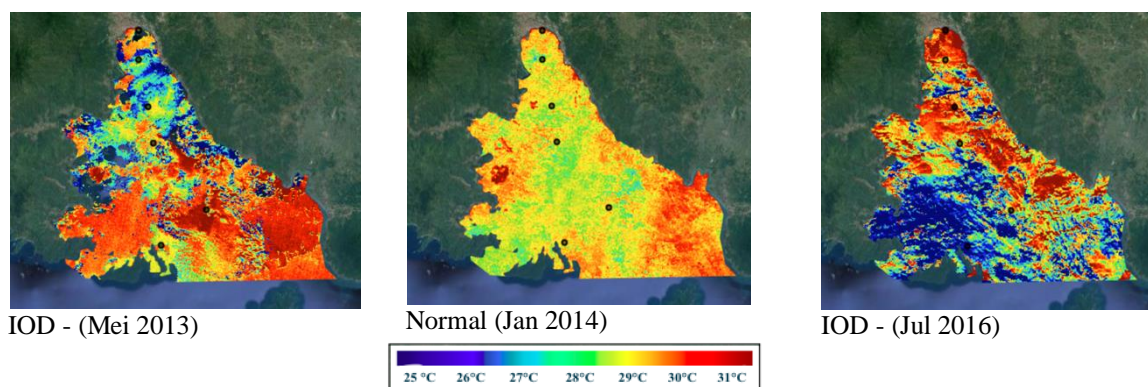 IOD - (Mei 2013)
Normal (Jan 2014)
IOD - (Jul 2016)
25 °C 26°C 27°C 28°C 29°C 30°C 31°C